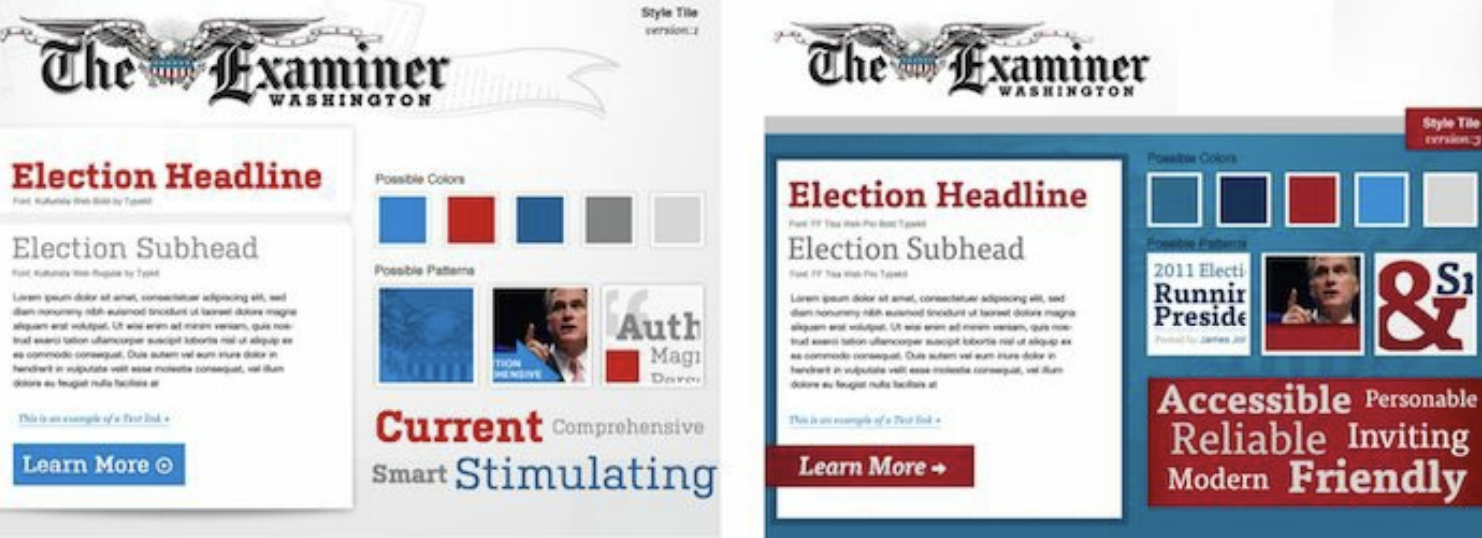 Style Tile
version:1
The Examiner
WASHINGTON
Election Headline
Font: Kulturista Web Bold by Typekit
Election Subhead
Font: Kulturista Web Regular by Typkit
Lorem ipsum dolor sit amet, consectetuer adipiscing elit, sed
diam nonummy nibh euismod tincidunt ut laoreet dolore magna
aliquam erat volutpat. Ut wisi enim ad minim veniam, quis nos-
trud exerci tation ullamcorper suscipit lobortis nisl ut aliquip ex
ea commodo consequat. Duis autem vel eum iriure dolor in
hendrerit in vulputate velit esse molestie consequat, vel illum
dolore eu feugiat nulla facilisis at
This is an example of a Text link »
Learn More
Possible Colors
Possible Patterns
TION
HENSIVE
Auth
Magi
Current Comprehensive
Smart Stimulating
The Examiner
WASHINGTON
Style Tile
version:3
Election Headline
Font: FF Tisa Web Pro Bold Typekit
Election Subhead
Font: FF Tisa Web Pro Typekit
Lorem ipsum dolor sit amet, consectetuer adipiscing elit, sed
diam nonummy nibh euismod tincidunt ut laoreet dolore magna
aliquam erat volutpat. Ut wisi enim ad minim veniam, quis nos-
trud exerci tation ullamcorper suscipit lobortis nisl ut aliquip ex
ea commodo consequat. Duis autem vel eum iriure dolor in
hendrerit in vulputate velit esse molestie consequat, vel illum
dolore eu feugiat nulla facilisis at
This is an example of a Text link »
Learn More →
Possible Colors
Possible Patterns
2011 Electi
Runnin
Preside
Posted by James Jo
& Si
Accessible Personable
Reliable Inviting
Modern Friendly